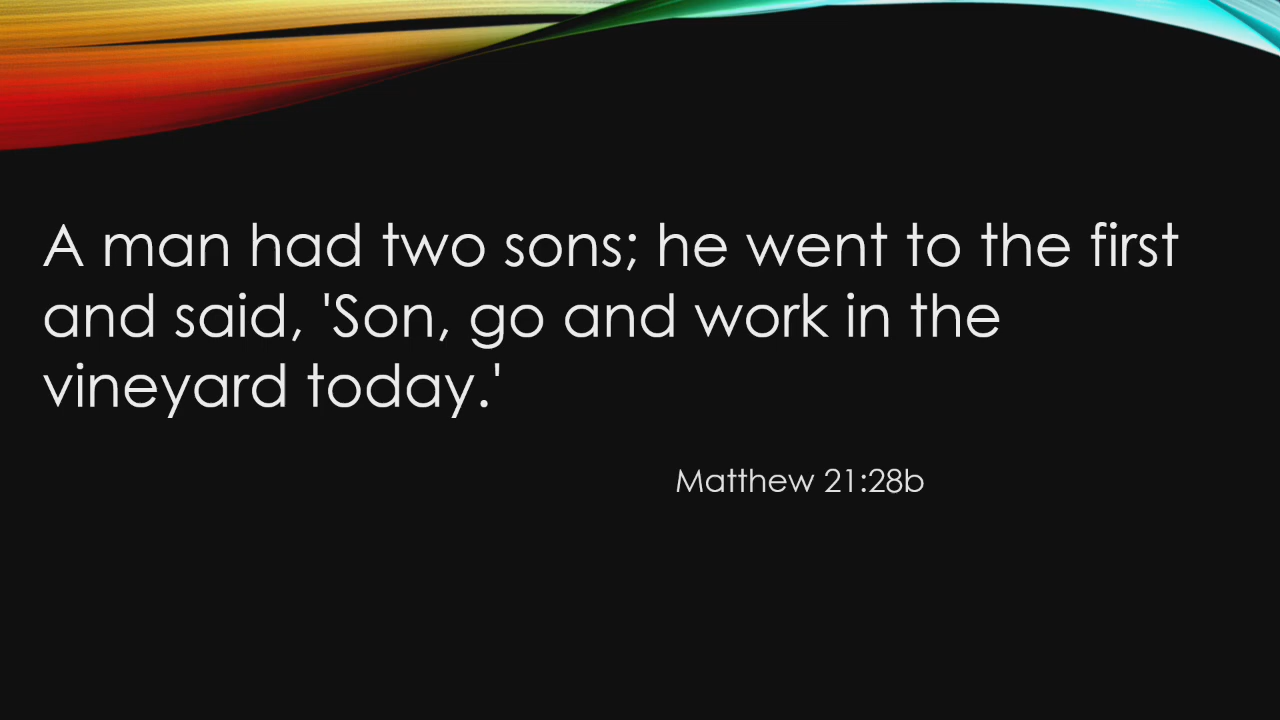 A man had two sons; he went to the first
and said, 'Son, go and work in the
vineyard today.'
Matthew 21:28b